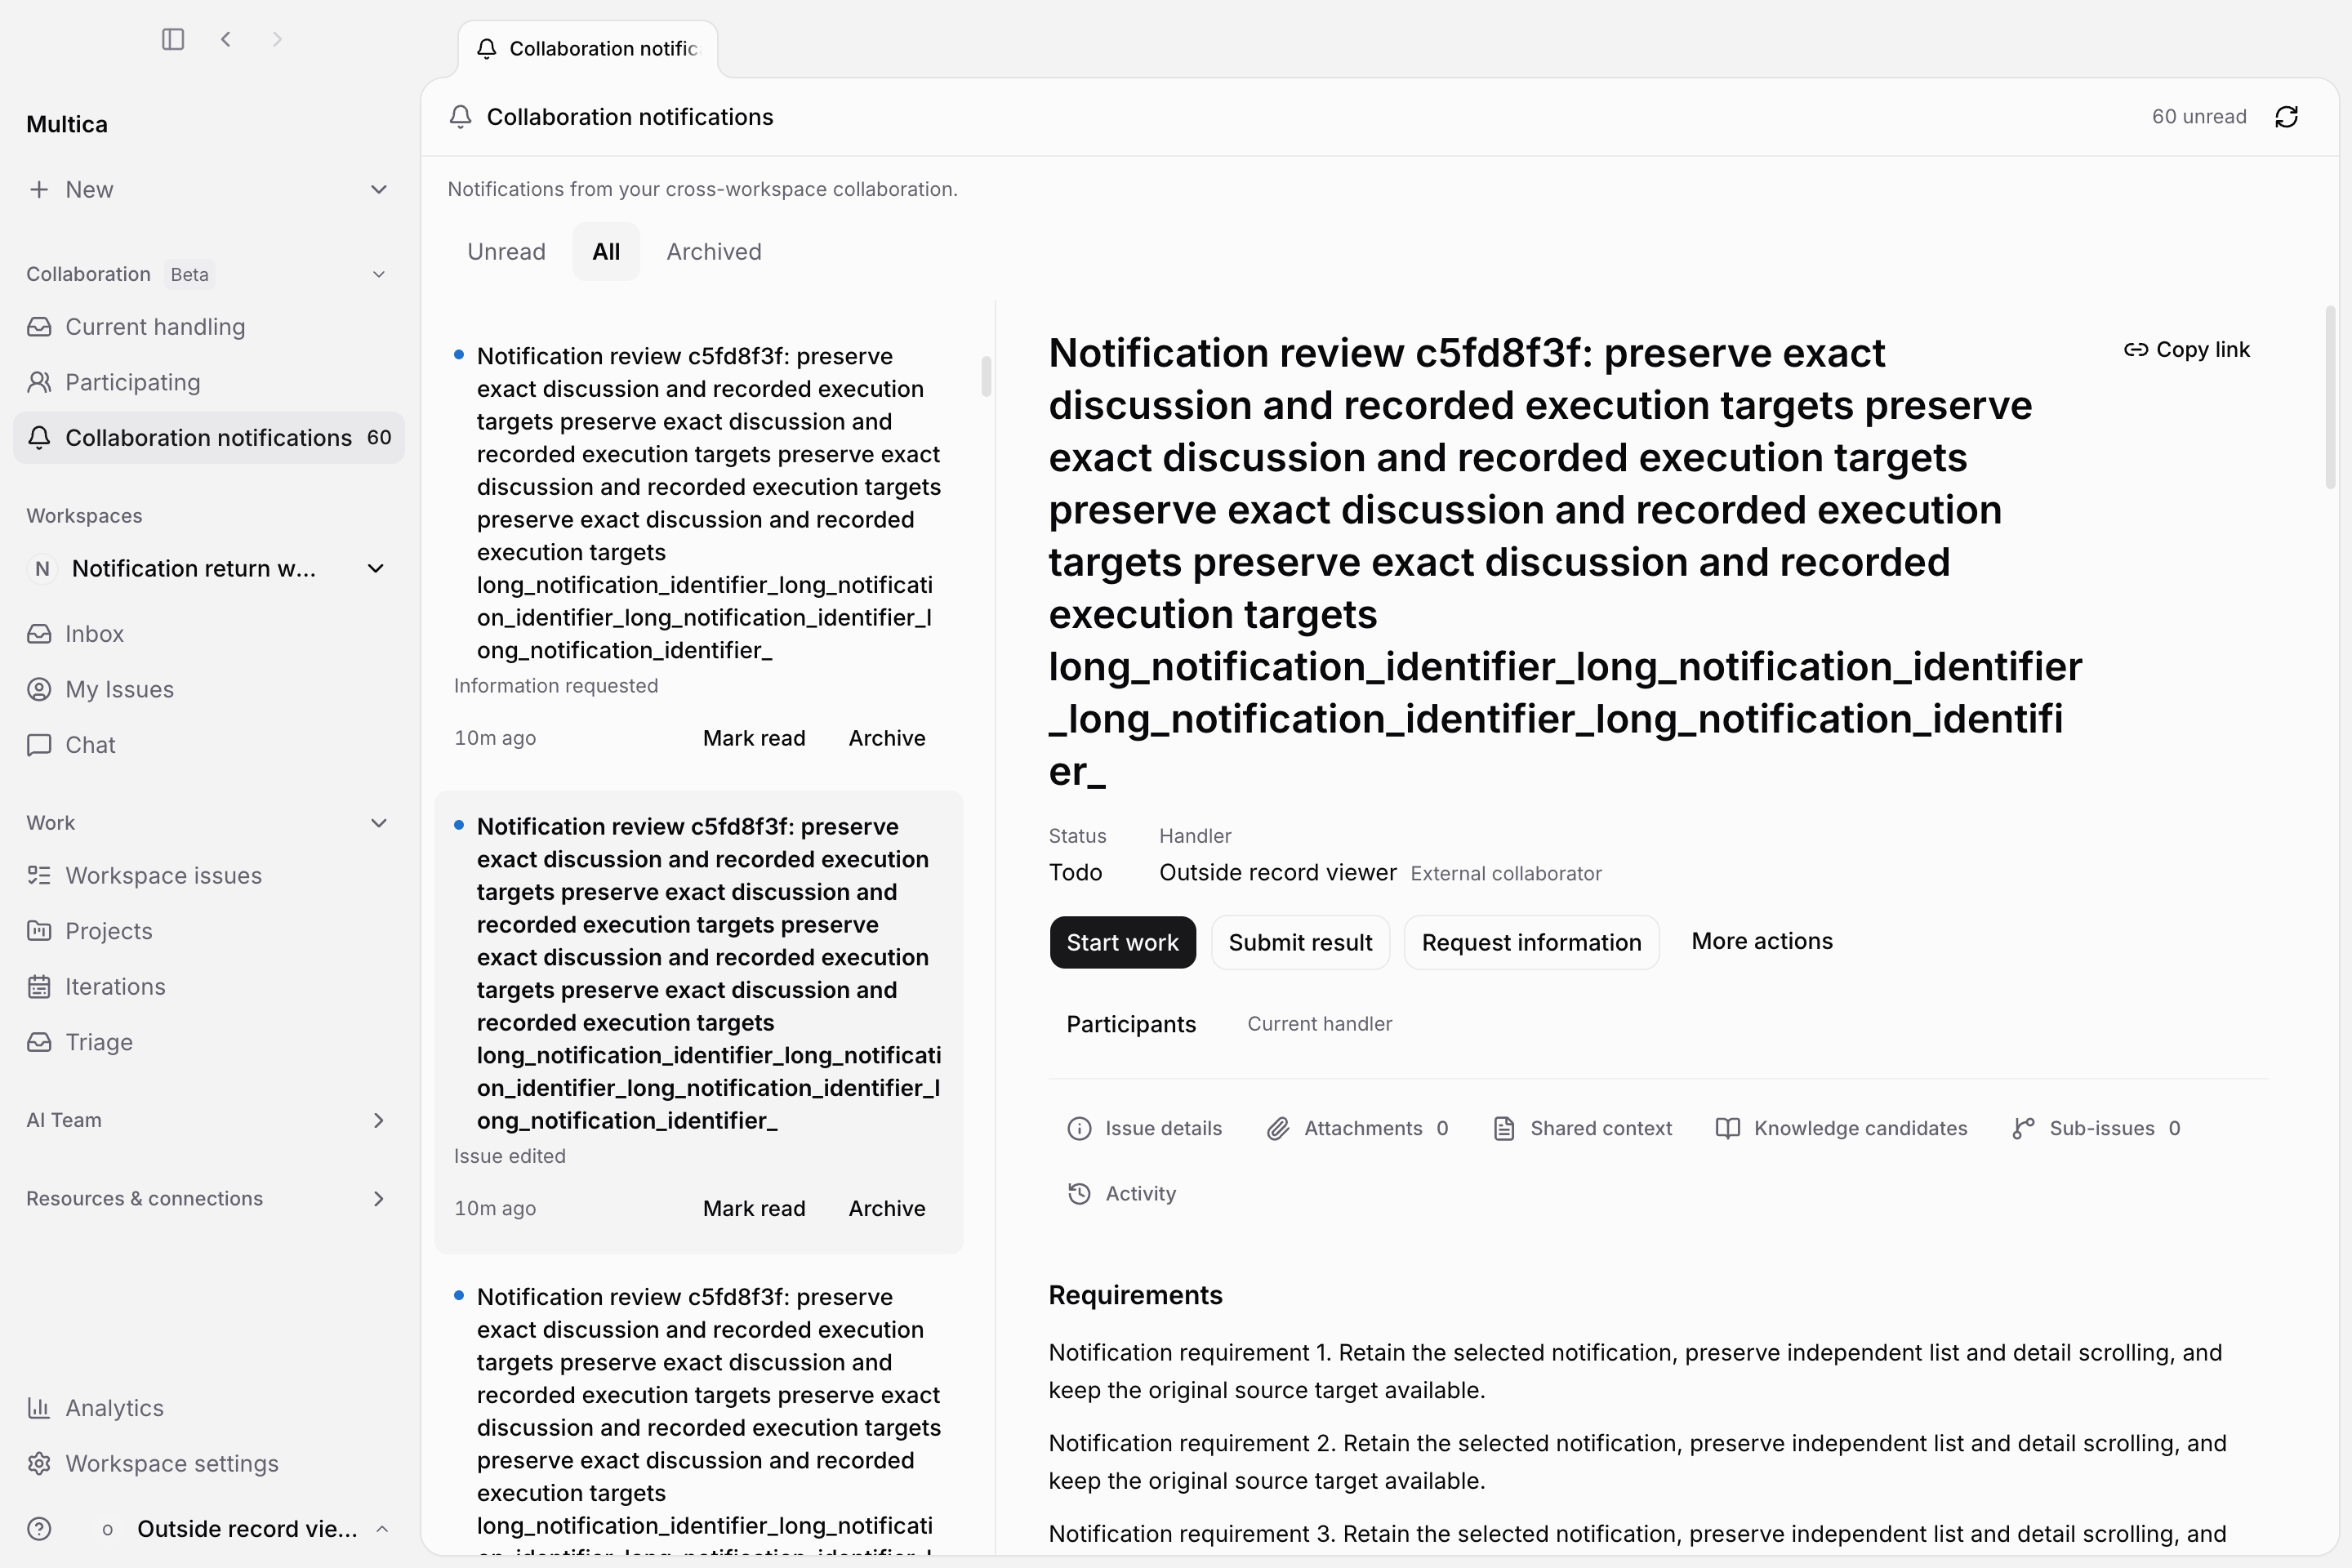 Collaboration notific
Multica
New
Collaboration Beta
Current handling
Participating
Collaboration notifications 60
Workspaces
N Notification return w...
Inbox
My Issues
Chat
Work
Workspace issues
Projects
Iterations
Triage
AI Team
Resources & connections
Analytics
Workspace settings
O Outside record vie...
Collaboration notifications
60 unread
Notifications from your cross-workspace collaboration.
Unread All Archived
Notification review c5fd8f3f: preserve
exact discussion and recorded execution
targets preserve exact discussion and
recorded execution targets preserve exact
discussion and recorded execution targets
preserve exact discussion and recorded
execution targets
long_notification_identifier_long_notificati
on_identifier_long_notification_identifier_l
ong_notification_identifier_
Information requested
10m ago Mark read Archive
Notification review c5fd8f3f: preserve
exact discussion and recorded execution
targets preserve exact discussion and
recorded execution targets preserve
exact discussion and recorded execution
targets preserve exact discussion and
recorded execution targets
long_notification_identifier_long_notificati
on_identifier_long_notification_identifier_l
ong_notification_identifier_
Issue edited
10m ago Mark read Archive
Notification review c5fd8f3f: preserve
exact discussion and recorded execution
targets preserve exact discussion and
recorded execution targets preserve exact
discussion and recorded execution targets
preserve exact discussion and recorded
execution targets
long_notification_identifier_long_notificati
Notification review c5fd8f3f: preserve exact
discussion and recorded execution targets preserve
exact discussion and recorded execution targets
preserve exact discussion and recorded execution
targets preserve exact discussion and recorded
execution targets
long_notification_identifier_long_notification_identifier
_long_notification_identifier_long_notification_identifi
er_
Copy link
Status Handler
Todo Outside record viewer External collaborator
Start work Submit result Request information More actions
Participants Current handler
Issue details Attachments 0 Shared context Knowledge candidates Sub-issues 0
Activity
Requirements
Notification requirement 1. Retain the selected notification, preserve independent list and detail scrolling, and
keep the original source target available.
Notification requirement 2. Retain the selected notification, preserve independent list and detail scrolling, and
keep the original source target available.
Notification requirement 3. Retain the selected notification, preserve independent list and detail scrolling, and